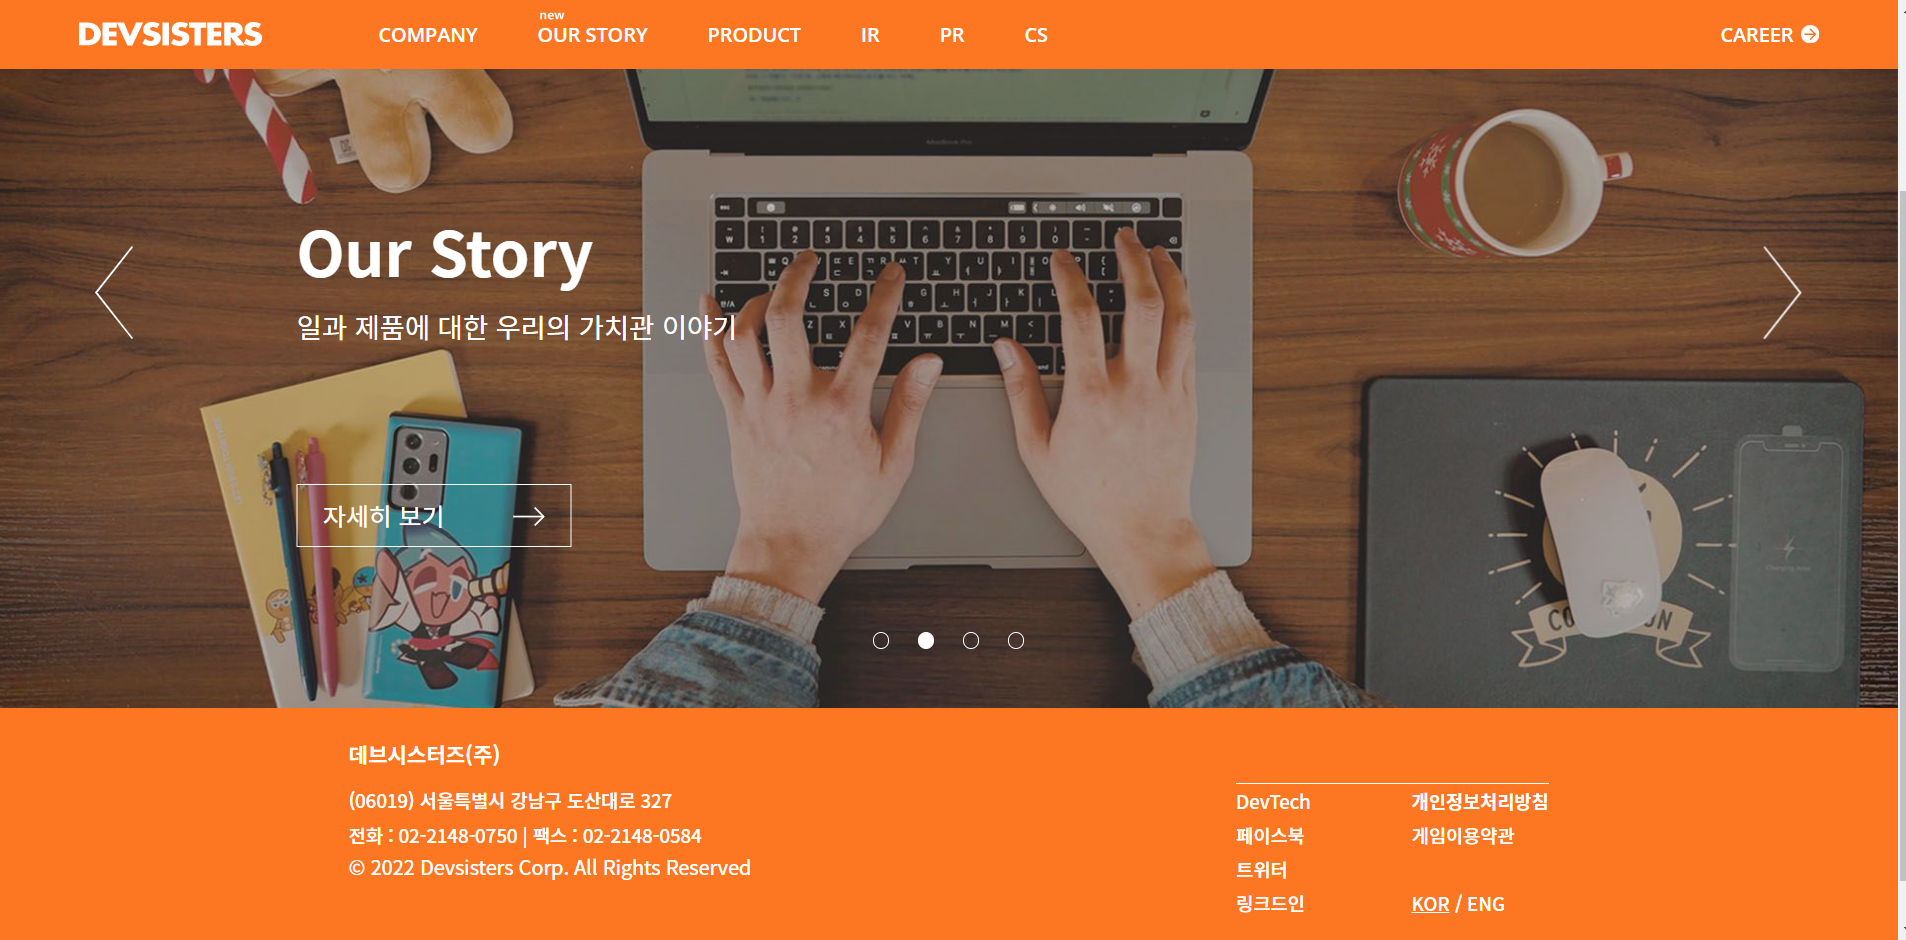 DEVSISTERS
COMPANY
new
OUR STORY
PRODUCT
IR
PR
CS
CAREER
MacBook Pro
Our Story
일과 제품에 대한 우리의 가치관 이야기
자세히 보기
데브시스터즈(주)
(06019) 서울특별시 강남구 도산대로 327
전화 : 02-2148-0750 | 팩스 : 02-2148-0584
© 2022 Devsisters Corp. All Rights Reserved
DevTech
개인정보처리방침
페이스북
게임이용약관
트위터
링크드인
KOR / ENG